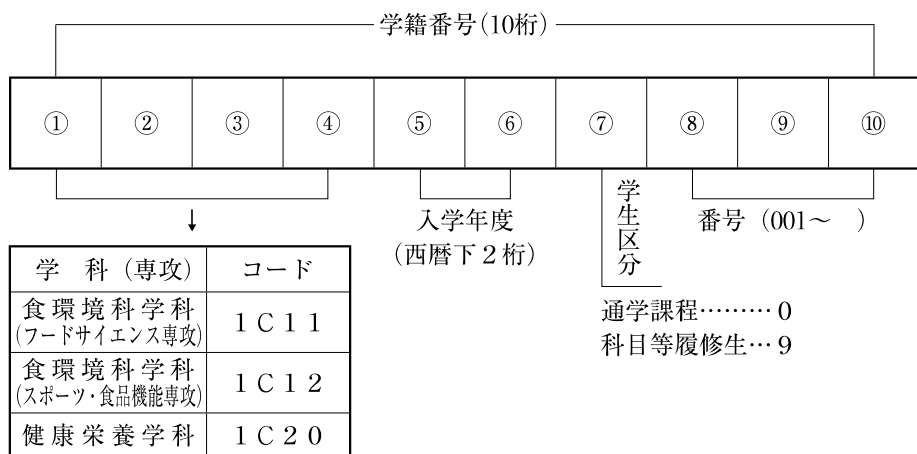 学籍番号(10桁)
① ② ③ ④ ⑤ ⑥ ⑦ ⑧ ⑨ ⑩
入学年度
(西暦下2桁)
学生区分
番号 (001～ )
通学課程………0
科目等履修生…9
学科(専攻) コード
食環境科学科
(フードサイエンス専攻)
1C11
食環境科学科
(スポーツ・食品機能専攻)
1C12
健康栄養学科 1C20